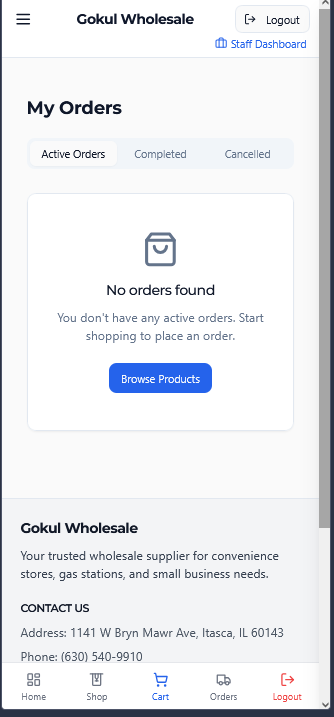 Gokul Wholesale
Logout
Staff Dashboard
My Orders
Active Orders
Completed
Cancelled
No orders found
You don't have any active orders. Start
shopping to place an order.
Browse Products
Gokul Wholesale
Your trusted wholesale supplier for convenience
stores, gas stations, and small business needs.
CONTACT US
Address: 1141 W Bryn Mawr Ave, Itasca, IL 60143
Phone: (630) 540-9910
Home
Shop
Cart
Orders
Logout